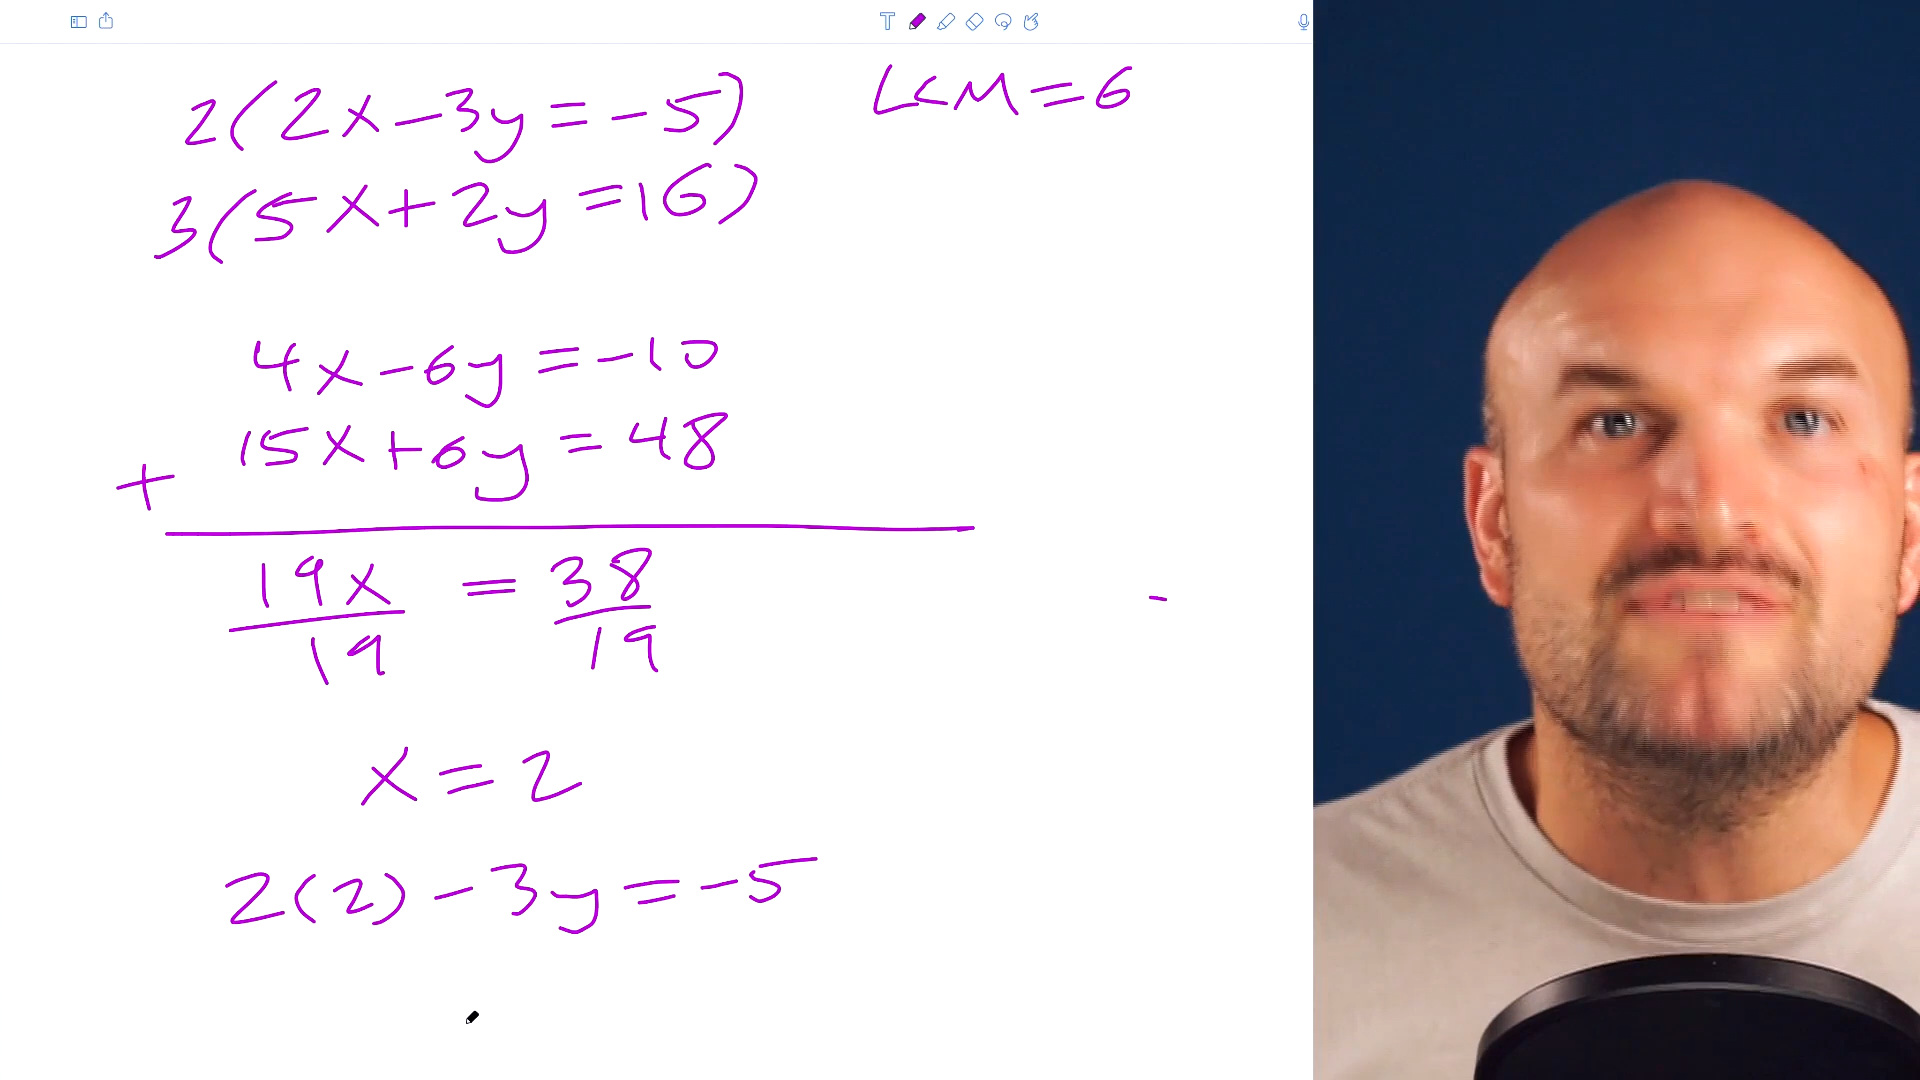 2(2x-3y=-5)
LCM=6
3(5x+2y=16)
4x-6y=-10
15x+6y=48
+
19x = 38
19 19
x=2
2(2)-3y=-5
-